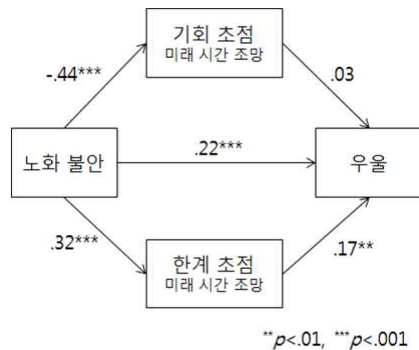 기회 초점
미래 시간 조망
-.44***
.03
노화 불안
.22***
우울
.32***
.17**
한계 초점
미래 시간 조망
**p<.01, ***p<.001